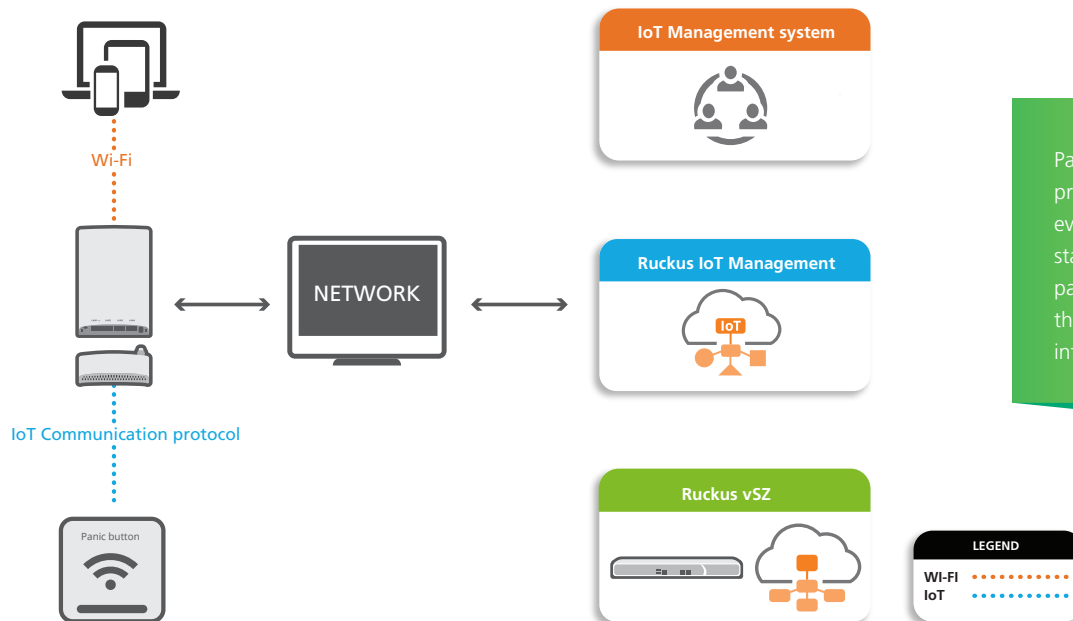 IoT Management system
Wi-Fi
Ruckus IoT Management
NETWORK
IoT
IoT Communication protocol
Ruckus vSZ
Panic button
LEGEND
WI-FI
IoT